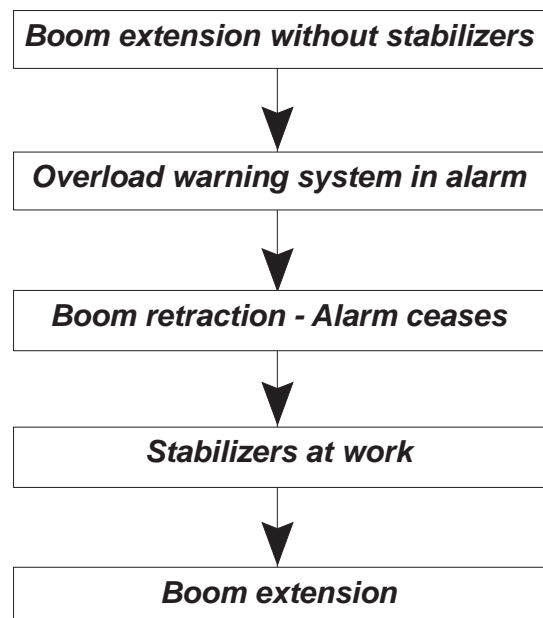 Boom extension without stabilizers
Overload warning system in alarm
Boom retraction - Alarm ceases
Stabilizers at work
Boom extension